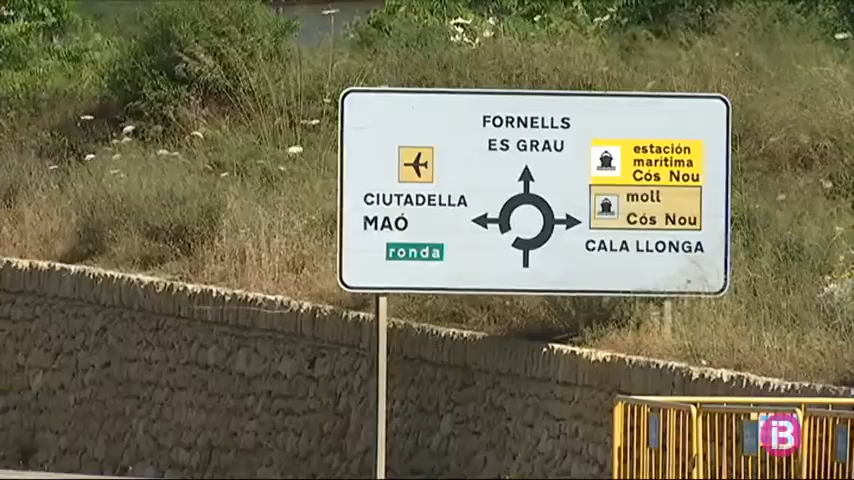 FORNELLS
ES GRAU
CIUTADELLA
MAÓ
ronda
estación
marítima
Cós Nou
moll
Cós Nou
CALA LLONGA
iB